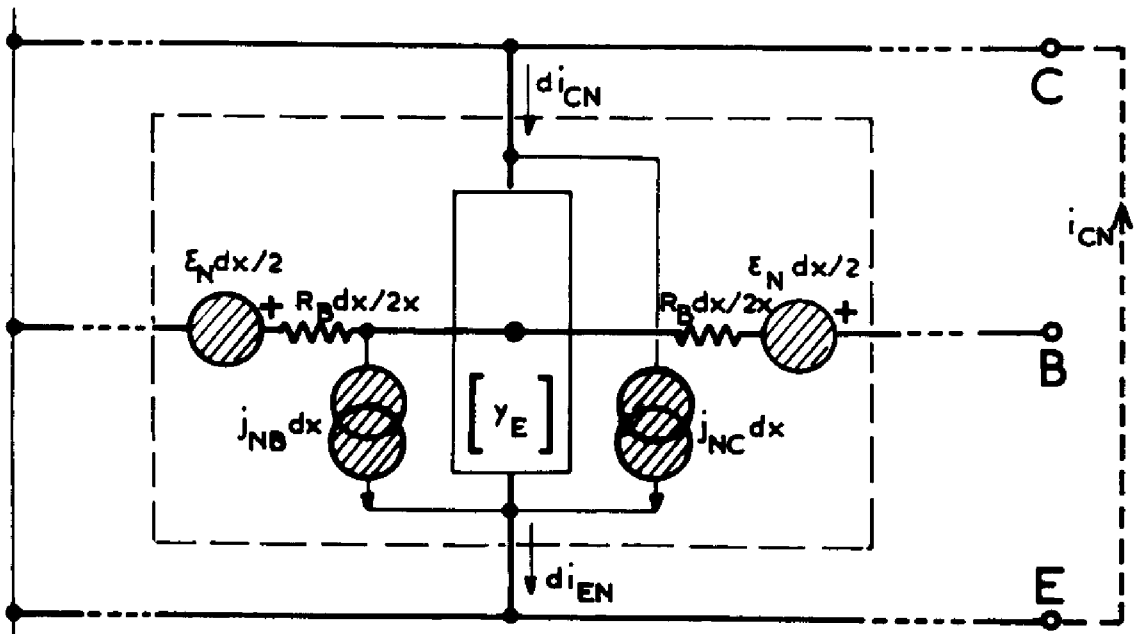 C
di_CN
i_CN
ε_N dx/2
R_B dx/2x
R_B dx/2x
ε_N dx/2
+
+
B
j_NB dx
[ y_E ]
j_NC dx
di_EN
E